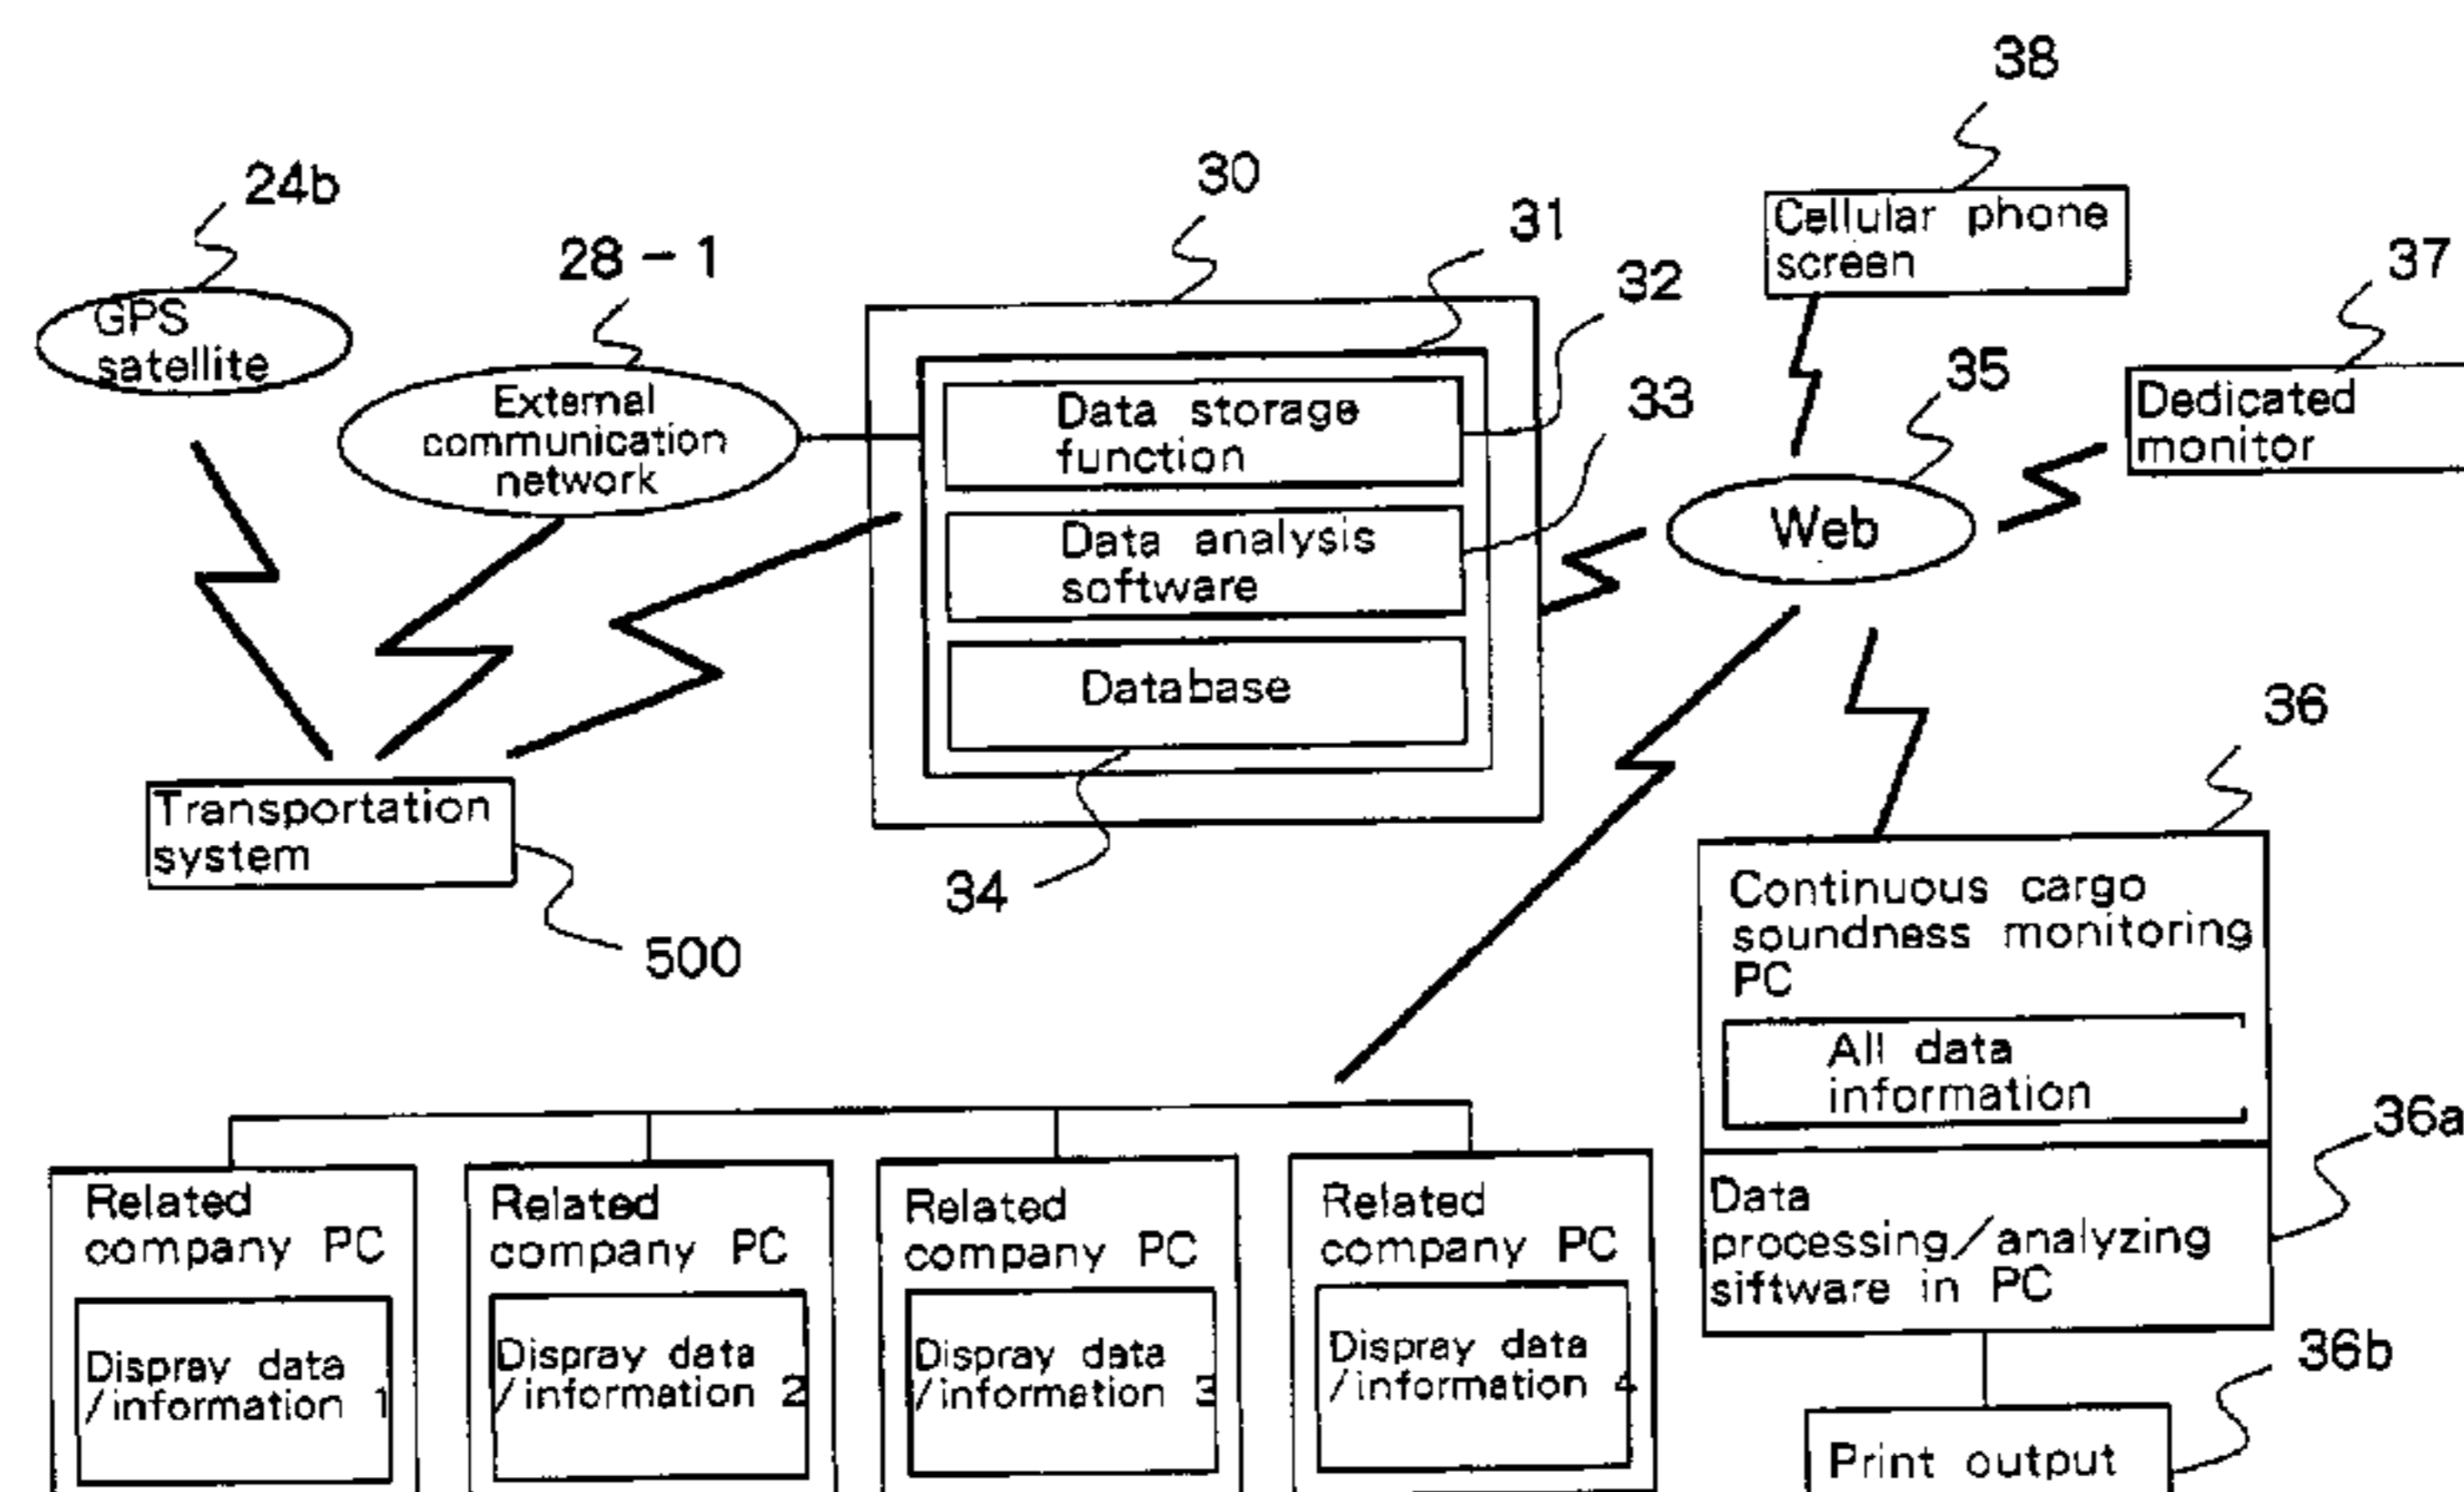 38
24b
30
31
28-1
32
37
33
35
GPS
satellite
External
communication
network
Data storage
function
Data analysis
software
Database
Cellular phone
screen
Dedicated
monitor
Web
36
Transportation
system
34
500
Continuous cargo
soundness monitoring
PC
All data
information
36a
Data
processing/analyzing
siftware in PC
36b
Print output
Related
company PC
Dispray data
/information 1
Related
company PC
Dispray data
/information 2
Related
company PC
Dispray data
/information 3
Related
company PC
Dispray data
/information 4